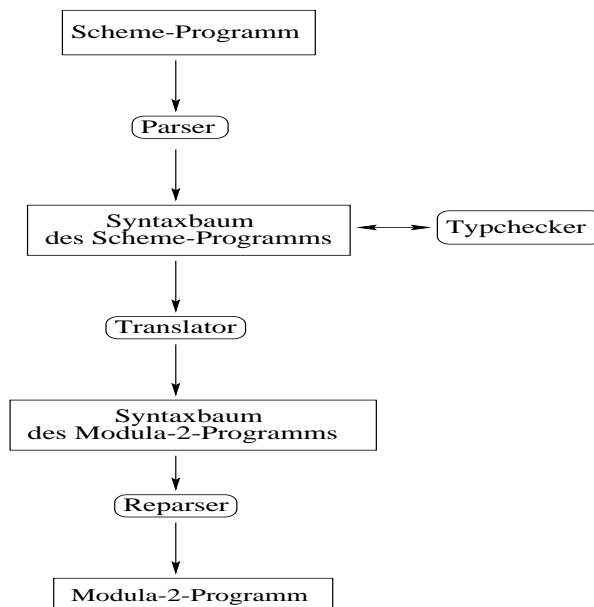 Scheme-Programm
Parser
Syntaxbaum
des Scheme-Programms
Typchecker
Translator
Syntaxbaum
des Modula-2-Programms
Reparser
Modula-2-Programm